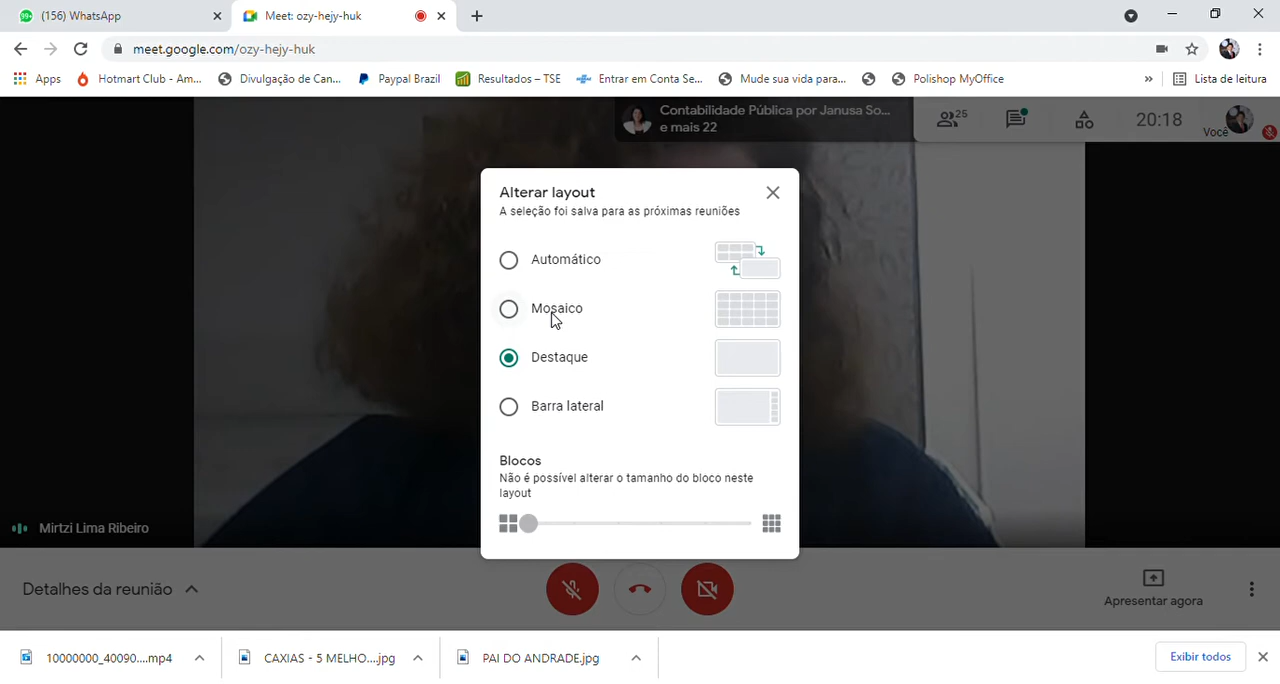 (156) WhatsApp
Meet: ozy-hejy-huk
meet.google.com/ozy-hejy-huk
Apps
Hotmart Club - Am...
Divulgação de Can...
Paypal Brazil
Resultados – TSE
Entrar em Conta Se...
Mude sua vida para...
Polishop MyOffice
»
Lista de leitura
Contabilidade Pública por Janusa So...
e mais 22
25
20:18
Você
Alterar layout
A seleção foi salva para as próximas reuniões
Automático
Mosaico
Destaque
Barra lateral
Blocos
Não é possível alterar o tamanho do bloco neste
layout
Mirtzi Lima Ribeiro
Detalhes da reunião
Apresentar agora
10000000_40090....mp4
CAXIAS - 5 MELHO....jpg
PAI DO ANDRADE.jpg
Exibir todos